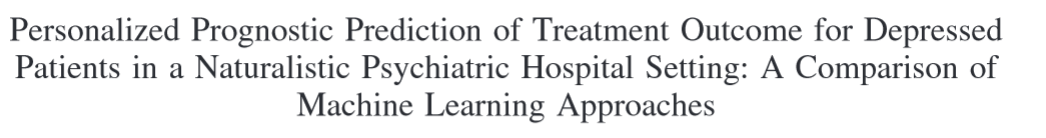 Personalized Prognostic Prediction of Treatment Outcome for Depressed
Patients in a Naturalistic Psychiatric Hospital Setting: A Comparison of
Machine Learning Approaches